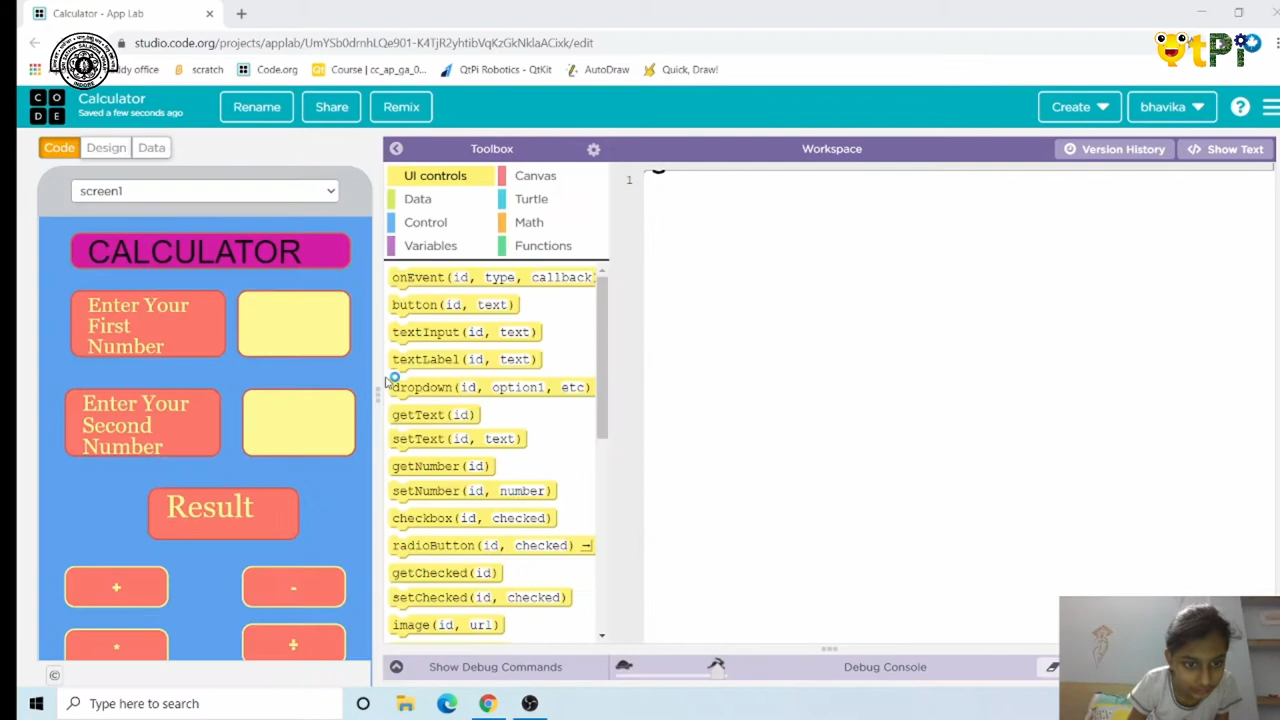 Calculator - App Lab
QtPi
studio.code.org/projects/applab/UmYSb0drnhLQe901-K4TjR2yhtibVqKzGkNklaACixk/edit
dy office
scratch
Code.org
Course | cc_ap_ga_0...
QtPi Robotics - QtKit
AutoDraw
Quick, Draw!
CODE
Calculator
Saved a few seconds ago
Rename
Share
Remix
Create
bhavika
Code
Design
Data
Toolbox
Workspace
Version History
Show Text
screen1
CALCULATOR
Enter Your
First
Number
Enter Your
Second
Number
Result
+
-
*
÷
UI controls
Canvas
Data
Turtle
Control
Math
Variables
Functions
onEvent(id, type, callback)
button(id, text)
textInput(id, text)
textLabel(id, text)
dropdown(id, option1, etc)
getText(id)
setText(id, text)
getNumber(id)
setNumber(id, number)
checkbox(id, checked)
radioButton(id, checked)
getChecked(id)
setChecked(id, checked)
image(id, url)
1
Show Debug Commands
Debug Console
Type here to search